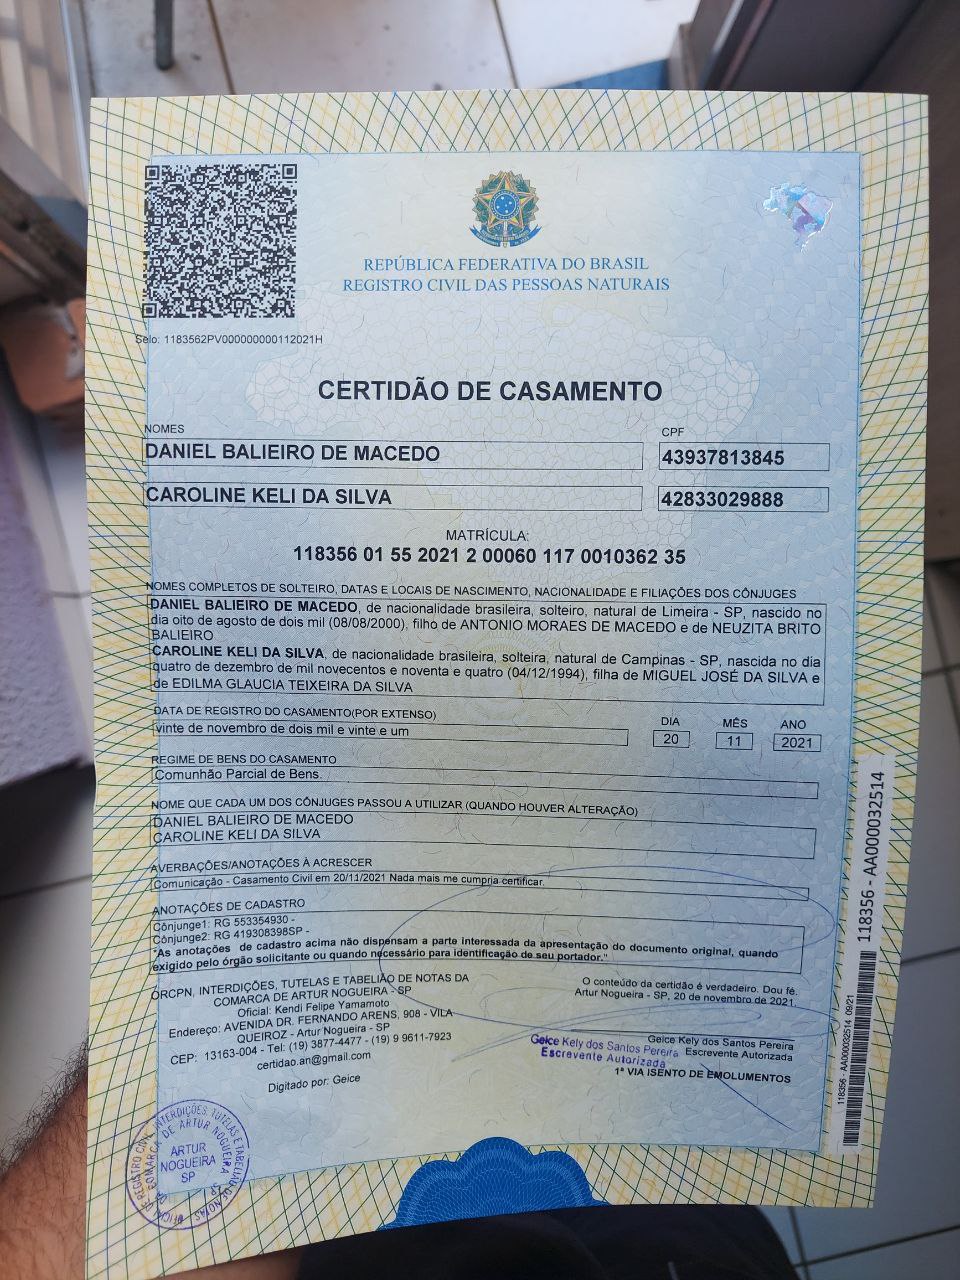 REPÚBLICA FEDERATIVA DO BRASIL
REGISTRO CIVIL DAS PESSOAS NATURAIS
Selo: 1183562PV000000000112021H
CERTIDÃO DE CASAMENTO
NOMES
CPF
DANIEL BALIEIRO DE MACEDO
43937813845
CAROLINE KELI DA SILVA
42833029888
MATRÍCULA:
118356 01 55 2021 2 00060 117 0010362 35
NOMES COMPLETOS DE SOLTEIRO, DATAS E LOCAIS DE NASCIMENTO, NACIONALIDADE E FILIAÇÕES DOS CÔNJUGES
DANIEL BALIEIRO DE MACEDO, de nacionalidade brasileira, solteiro, natural de Limeira - SP, nascido no
dia oito de agosto de dois mil (08/08/2000), filho de ANTONIO MORAES DE MACEDO e de NEUZITA BRITO
BALIEIRO
CAROLINE KELI DA SILVA, de nacionalidade brasileira, solteira, natural de Campinas - SP, nascida no dia
quatro de dezembro de mil novecentos e noventa e quatro (04/12/1994), filha de MIGUEL JOSÉ DA SILVA e
de EDILMA GLAUCIA TEIXEIRA DA SILVA
DATA DE REGISTRO DO CASAMENTO(POR EXTENSO)
DIA
MÊS
ANO
vinte de novembro de dois mil e vinte e um
20
11
2021
REGIME DE BENS DO CASAMENTO
Comunhão Parcial de Bens.
NOME QUE CADA UM DOS CÔNJUGES PASSOU A UTILIZAR (QUANDO HOUVER ALTERAÇÃO)
DANIEL BALIEIRO DE MACEDO
CAROLINE KELI DA SILVA
AVERBAÇÕES/ANOTAÇÕES À ACRESCER
Comunicação - Casamento Civil em 20/11/2021 Nada mais me cumpria certificar.
ANOTAÇÕES DE CADASTRO
Cônjunge1: RG 553354930 -
Cônjunge2: RG 419308398SP -
"As anotações de cadastro acima não dispensam a parte interessada da apresentação do documento original, quando
exigido pelo órgão solicitante ou quando necessário para identificação de seu portador."
ORCPN, INTERDIÇÕES, TUTELAS E TABELIÃO DE NOTAS DA
COMARCA DE ARTUR NOGUEIRA - SP
Oficial: Kendi Felipe Yamamoto
Endereço: AVENIDA DR. FERNANDO ARENS, 908 - VILA
QUEIROZ - Artur Nogueira - SP
CEP: 13163-004 - Tel: (19) 3877-4477 - (19) 9 9611-7923
certidao.an@gmail.com
Digitado por: Geice
O conteúdo da certidão é verdadeiro. Dou fé.
Artur Nogueira - SP, 20 de novembro de 2021.
Geice Kely dos Santos Pereira
Escrevente Autorizada
Geice Kely dos Santos Pereira
Escrevente Autorizada
1ª VIA ISENTO DE EMOLUMENTOS
118356 - AA000032514
118356 - AA000032514 09/21
OFICIAL DE REGISTRO CIVIL, INTERDIÇÕES, TUTELAS E TABELIÃO DE NOTAS
DA COMARCA DE ARTUR NOGUEIRA - SP
ARTUR
NOGUEIRA
SP